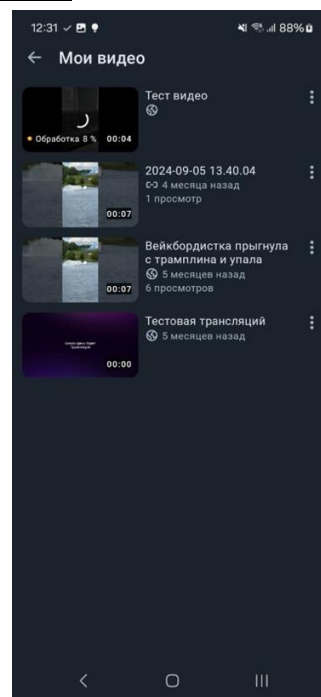 12:31 88%
Мои видео
Тест видео
Обработка 8 % 00:04
2024-09-05 13.40.04
4 месяца назад
1 просмотр
00:07
Вейкбордистка прыгнула
с трамплина и упала
5 месяцев назад
00:07
6 просмотров
Тестовая трансляций
5 месяцев назад
00:00